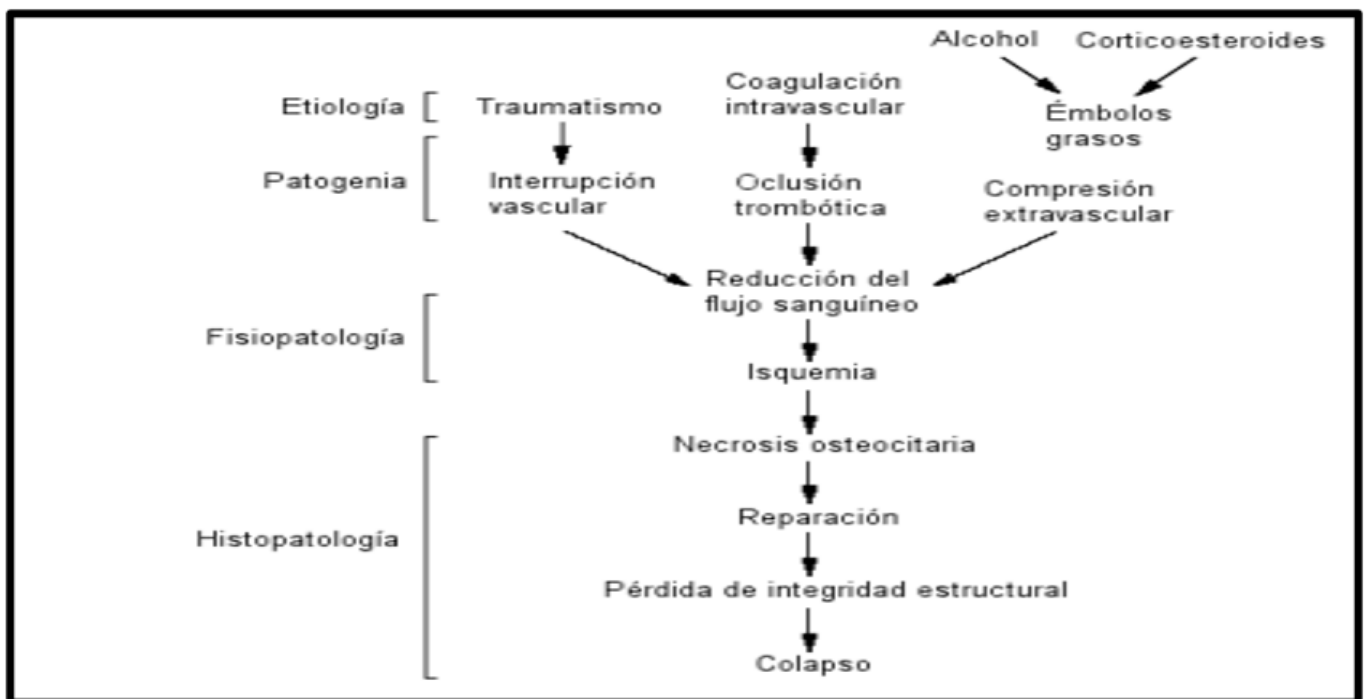 Alcohol Corticoesteroides
Etiología
Traumatismo
Coagulación
intravascular
Émbolos
grasos
Patogenia
Interrupción
vascular
Oclusión
trombótica
Compresión
extravascular
Fisiopatología
Reducción del
flujo sanguíneo
Isquemia
Histopatología
Necrosis osteocitaria
Reparación
Pérdida de integridad estructural
Colapso